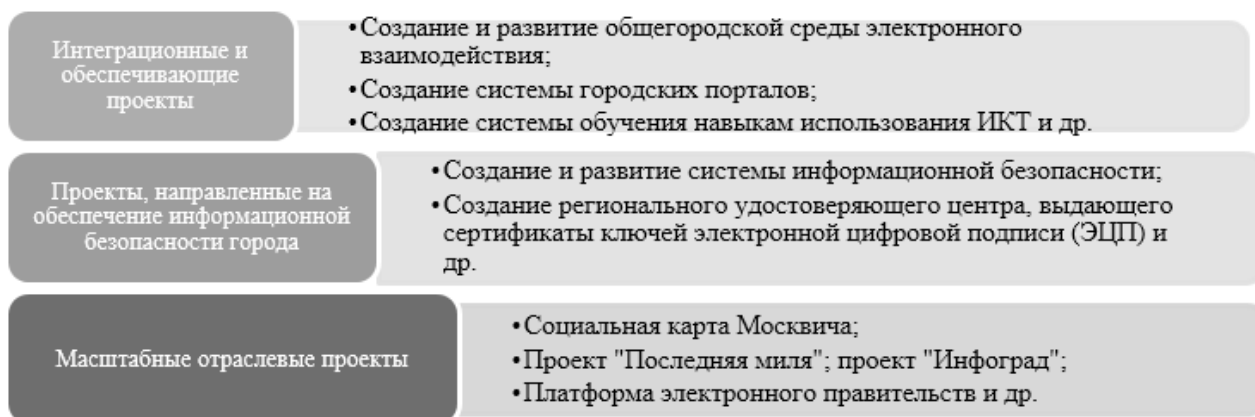 Интеграционные и
обеспечивающие
проекты
•Создание и развитие общегородской среды электронного
взаимодействия;
•Создание системы городских порталов;
•Создание системы обучения навыкам использования ИКТ и др.
Проекты, направленные на
обеспечение информационной
безопасности города
•Создание и развитие системы информационной безопасности;
•Создание регионального удостоверяющего центра, выдающего
сертификаты ключей электронной цифровой подписи (ЭЦП) и
др.
Масштабные отраслевые проекты
•Социальная карта Москвича;
•Проект "Последняя миля"; проект "Инфоград";
•Платформа электронного правительств и др.